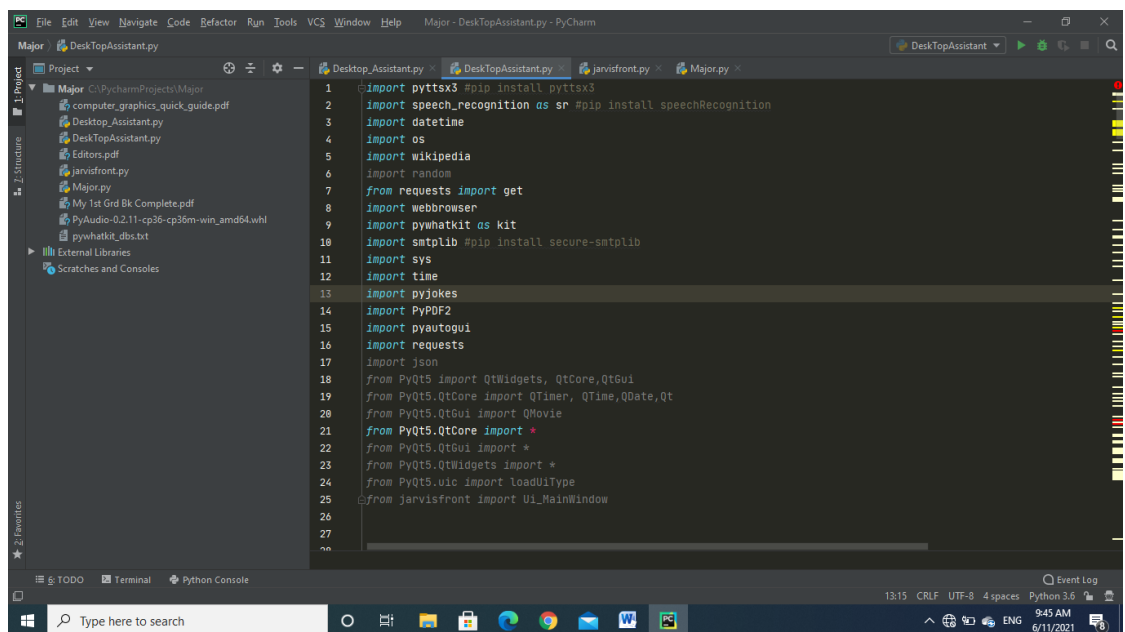 File Edit View Navigate Code Refactor Run Tools VCS Window Help Major - DeskTopAssistant.py - PyCharm
Major DeskTopAssistant.py DeskTopAssistant
Project Desktop_Assistant.py DeskTopAssistant.py jarvisfront.py Major.py
1: Project
Major C:\PycharmProjects\Major
computer_graphics_quick_guide.pdf
Desktop_Assistant.py
DeskTopAssistant.py
Editors.pdf
jarvisfront.py
Major.py
My 1st Grd Bk Complete.pdf
PyAudio-0.2.11-cp36-cp36m-win_amd64.whl
pywhatkit_dbs.txt
External Libraries
Scratches and Consoles
7: Structure
2: Favorites
1 import pyttsx3 #pip install pyttsx3
2 import speech_recognition as sr #pip install speechRecognition
3 import datetime
4 import os
5 import wikipedia
6 import random
7 from requests import get
8 import webbrowser
9 import pywhatkit as kit
10 import smtplib #pip install secure-smtplib
11 import sys
12 import time
13 import pyjokes
14 import PyPDF2
15 import pyautogui
16 import requests
17 import json
18 from PyQt5 import QtWidgets, QtCore,QtGui
19 from PyQt5.QtCore import QTimer, QTime,QDate,Qt
20 from PyQt5.QtGui import QMovie
21 from PyQt5.QtCore import *
22 from PyQt5.QtGui import *
23 from PyQt5.QtWidgets import *
24 from PyQt5.uic import loadUiType
25 from jarvisfront import Ui_MainWindow
26
27
28
6: TODO Terminal Python Console Event Log
13:15 CRLF UTF-8 4 spaces Python 3.6
Type here to search ENG 9:45 AM
6/11/2021